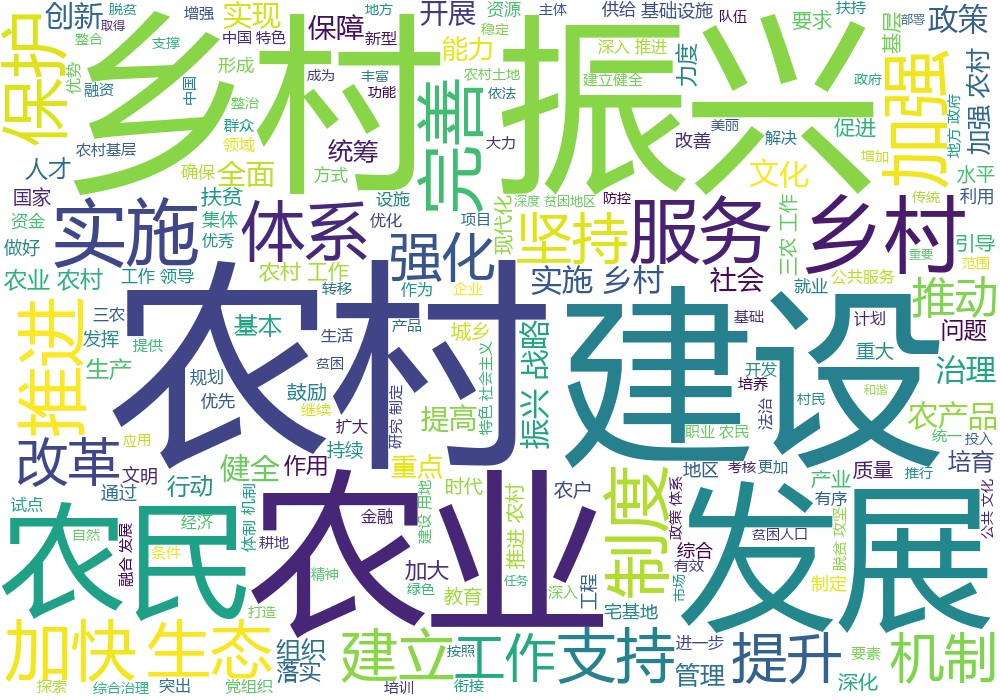 保护
创新
脱贫
取得
增强
整合
支撑
地方
实现
中国 特色
新型
保障
开展
能力
资源
稳定
主体
供给
基础设施
队伍
要求
扶持
基层
部署
政策
乡村振兴
优势
融资
形成
中国
整治
群众
领域
成为
丰富
功能
深入 推进
农村土地
建立健全
依法
力度
政府
加强
地方 政府
加强 农村
农村基层
人才
确保
全面
统筹
方式
完善
大力
改善
美丽
解决
促进
文化
增加
水平
国家
资金
做好
扶贫
集体
优秀
实施
体系
设施
优化
项目
深度 贫困地区
防控
现代化
坚持
服务
三农 工作
乡村
传统
利用
引导
范围
重要
强化
农业 农村
工作 领导
农村 工作
转移
作为
企业
实施 乡村
社会
就业
公共服务
推动
推进
三农
发挥
提供
生产
基本
生活
产品
贫困
城乡
特色 社会主义
振兴 战略
农村
建设
基础
计划
重大
问题
治理
规划
优先
鼓励
继续
扩大
研究 制定
提高
开发
培养
法治
村民
和谐
农产品
职业 农民
统一
投入
改革
应用
文明
通过
健全
作用
持续
重点
地区
考核
更加
产业
质量
推行
培育
试点
行动
体制 机制
时代
农户
制度
政策 体系
有序
公共 文化
农民
自然
经济
融合 发展
条件
耕地
农业
金融
精神
建设 用地
加大
绿色
推进 农村
教育
任务
深入
工程
综合
有效
市场
发展
贫困人口
制定
脱贫 攻坚
宅基地
打造
加快
生态
组织
落实
建立
按照
工作
支持
进一步
管理
提升
要素
深化
机制
探索
综合治理
突出
党组织
培训
衔接